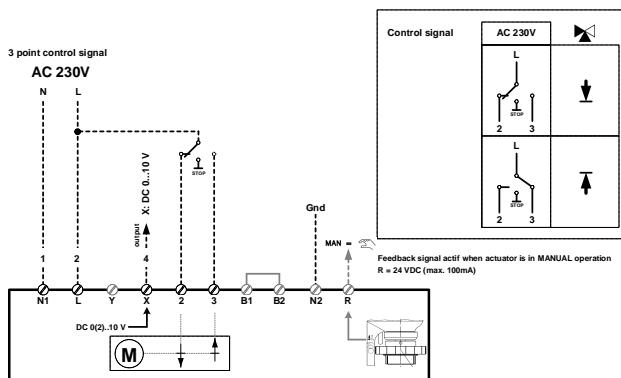 3 point control signal
AC 230V
N L
STOP
X: DC 0...10 V
output
Gnd
MAN =
1 2 4
N1 L Y X 2 3 B1 B2 N2 R
DC 0(2)..10 V
M
Control signal
AC 230V
L
STOP
2 3
L
STOP
2 3
Feedback signal actif when actuator is in MANUAL operation
R = 24 VDC (max. 100mA)